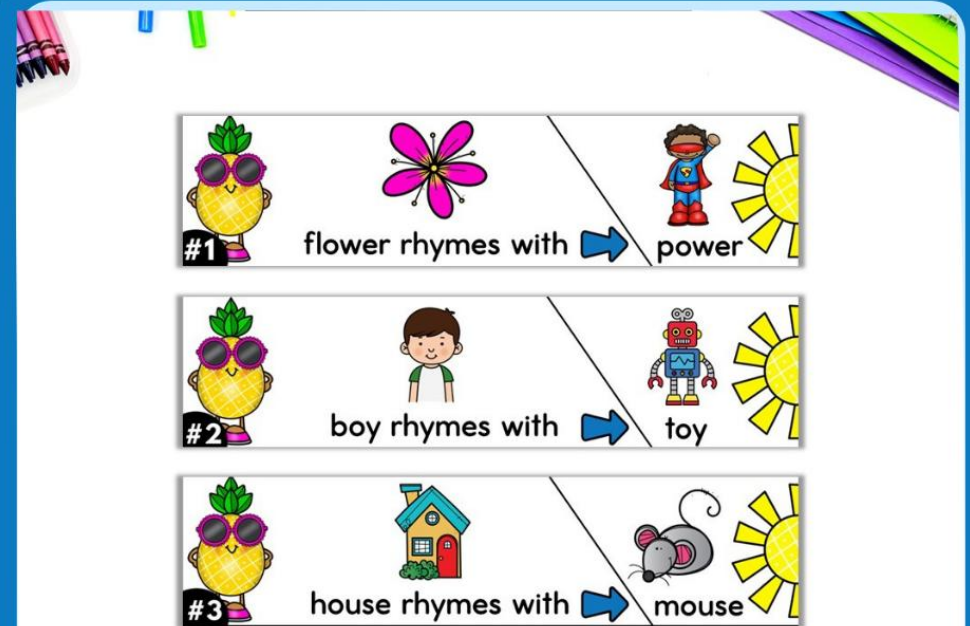 #1
flower rhymes with
power
#2
boy rhymes with
toy
#3
house rhymes with
mouse